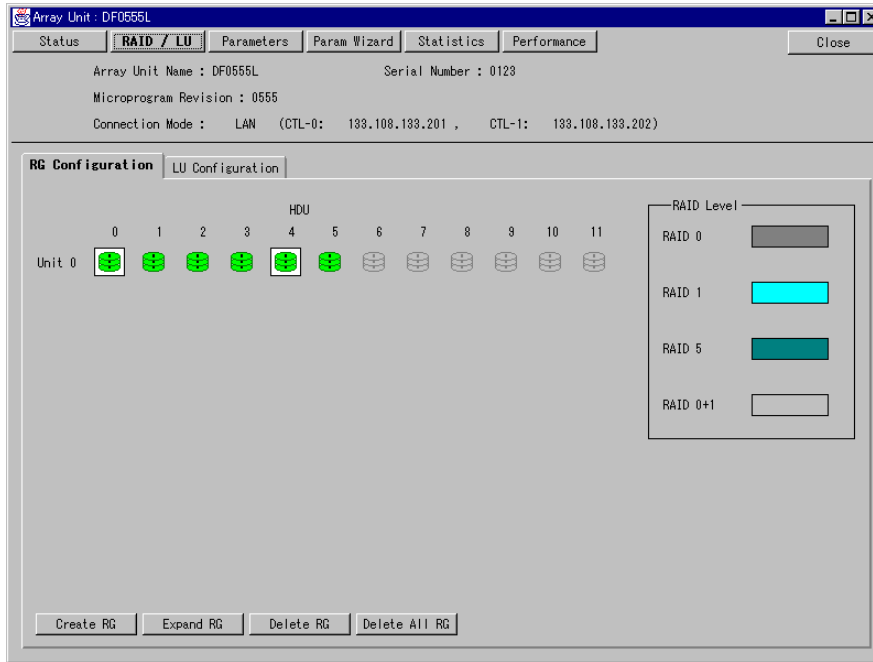 Array Unit : DF0555L
Status RAID / LU Parameters Param Wizard Statistics Performance Close
Array Unit Name : DF0555L Serial Number : 0123
Microprogram Revision : 0555
Connection Mode : LAN (CTL-0: 133.108.133.201 , CTL-1: 133.108.133.202)
RG Configuration LU Configuration
HDU
0 1 2 3 4 5 6 7 8 9 10 11
Unit 0
RAID Level
RAID 0
RAID 1
RAID 5
RAID 0+1
Create RG Expand RG Delete RG Delete All RG